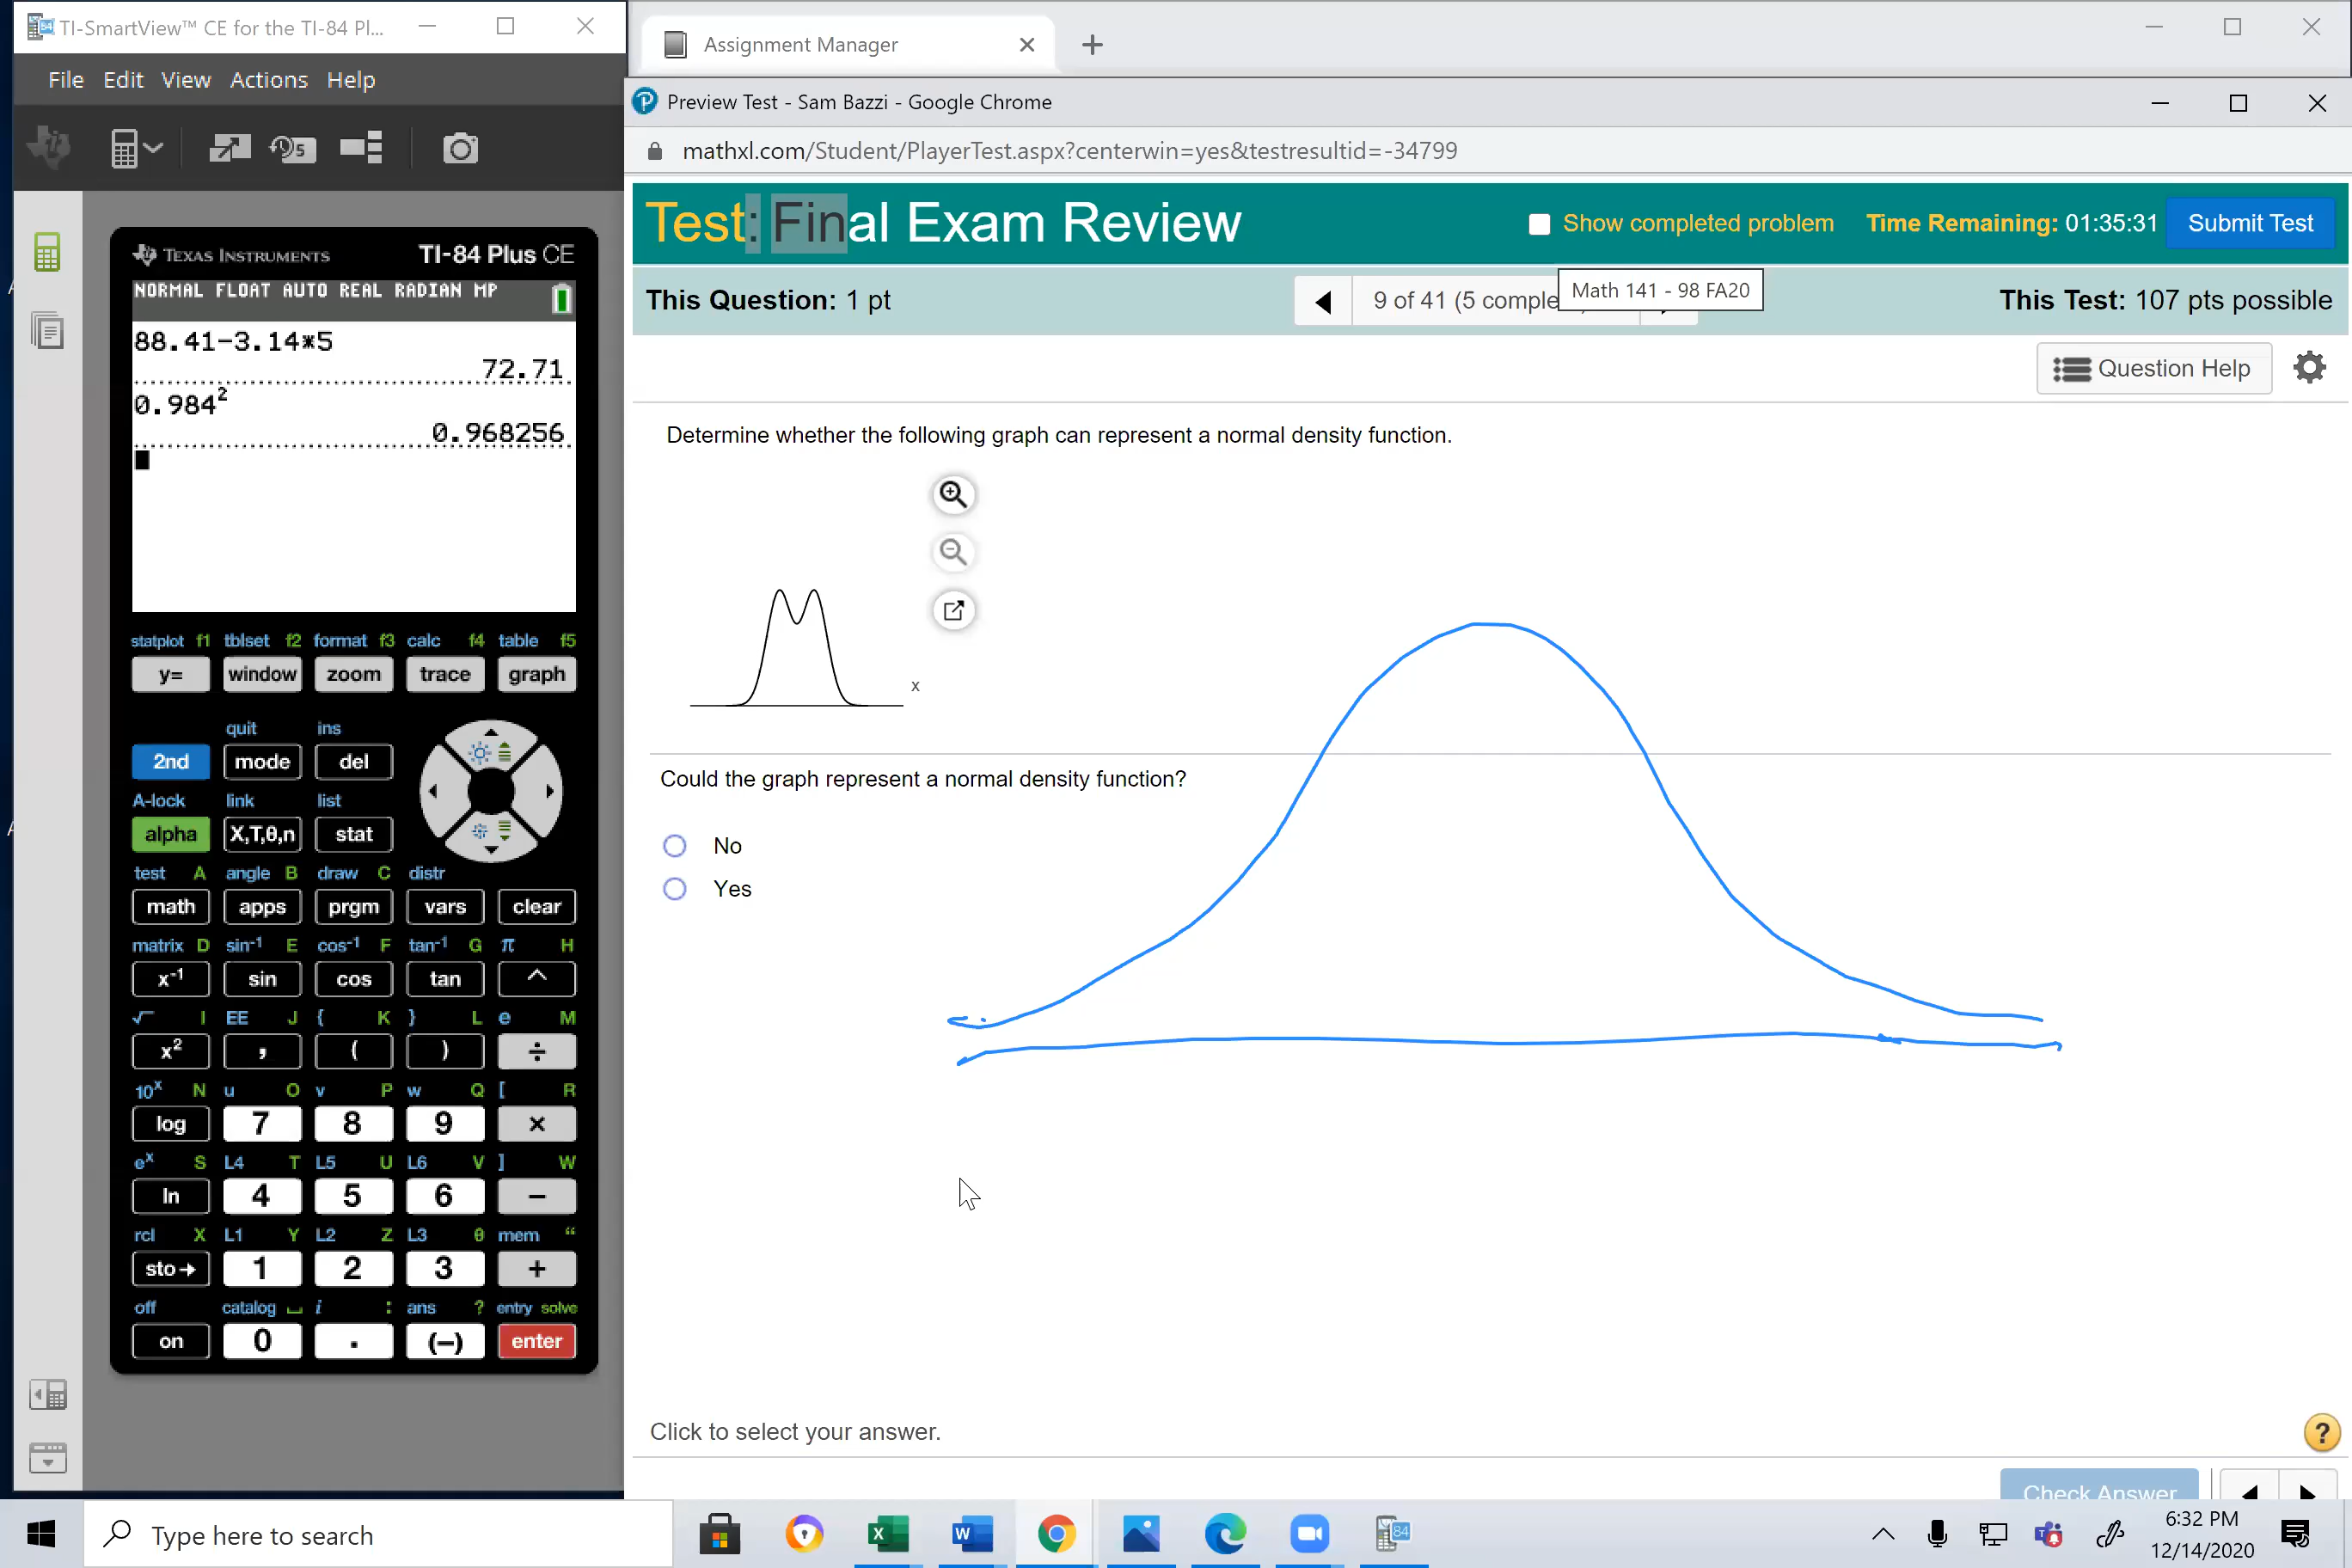 TI-SmartView™ CE for the TI-84 Pl...
File Edit View Actions Help
TEXAS INSTRUMENTS TI-84 Plus CE
NORMAL FLOAT AUTO REAL RADIAN MP
88.41-3.14*5
72.71
0.984²
0.968256
statplot f1 tblset f2 format f3 calc f4 table f5
y= window zoom trace graph
quit ins
2nd mode del
A-lock link list
alpha X,T,θ,n stat
test A angle B draw C distr
math apps prgm vars clear
matrix D sin⁻¹ E cos⁻¹ F tan⁻¹ G π H
x⁻¹ sin cos tan ^
√ I EE J { K } L e M
x² , ( ) ÷
10ˣ N u O v P w Q [ R
log 7 8 9 ×
eˣ S L4 T L5 U L6 V ] W
ln 4 5 6 −
rcl X L1 Y L2 Z L3 θ mem “
sto→ 1 2 3 +
off catalog ⎵ i : ans ? entry solve
on 0 . (−) enter
Assignment Manager
Preview Test - Sam Bazzi - Google Chrome
mathxl.com/Student/PlayerTest.aspx?centerwin=yes&testresultid=-34799
Test: Final Exam Review Show completed problem Time Remaining: 01:35:31 Submit Test
This Question: 1 pt 9 of 41 (5 comple Math 141 - 98 FA20 This Test: 107 pts possible
Question Help
Determine whether the following graph can represent a normal density function.
x
Could the graph represent a normal density function?
No
Yes
Click to select your answer.
?
Check Answer
Type here to search
6:32 PM
12/14/2020